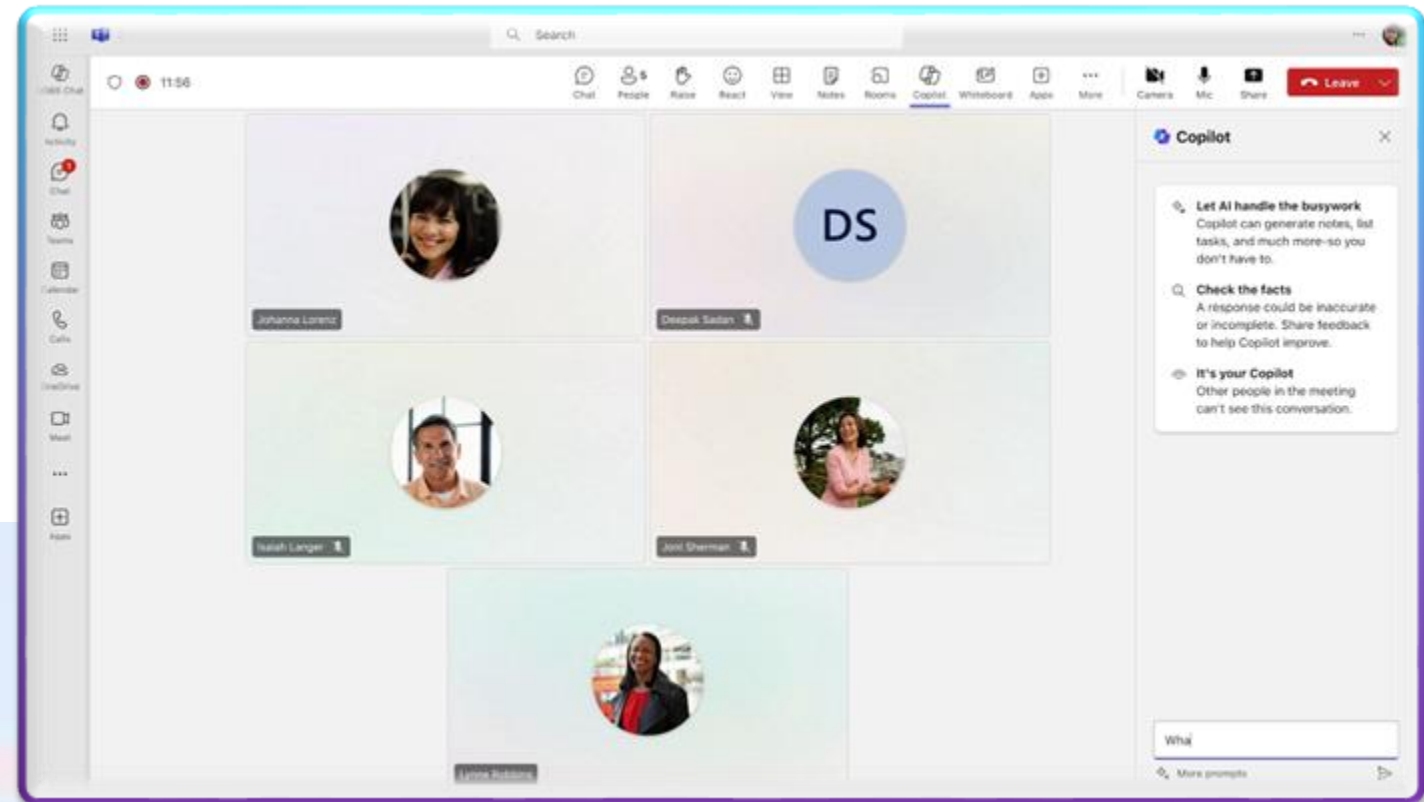 Search
11:56
Chat
People
5
Raise
React
View
Notes
Rooms
Copilot
Whiteboard
Apps
More
Camera
Mic
Share
Leave
Chat
Activity
1
Chat
Teams
Calendar
Calls
OneDrive
Meet
Apps
Johanna Lorenz
DS
Deepak Sadan
Isaiah Langer
Joni Sherman
Lynne Robbins
Copilot
Let AI handle the busywork
Copilot can generate notes, list
tasks, and much more-so you
don't have to.
Check the facts
A response could be inaccurate
or incomplete. Share feedback
to help Copilot improve.
It's your Copilot
Other people in the meeting
can't see this conversation.
Wha
More prompts